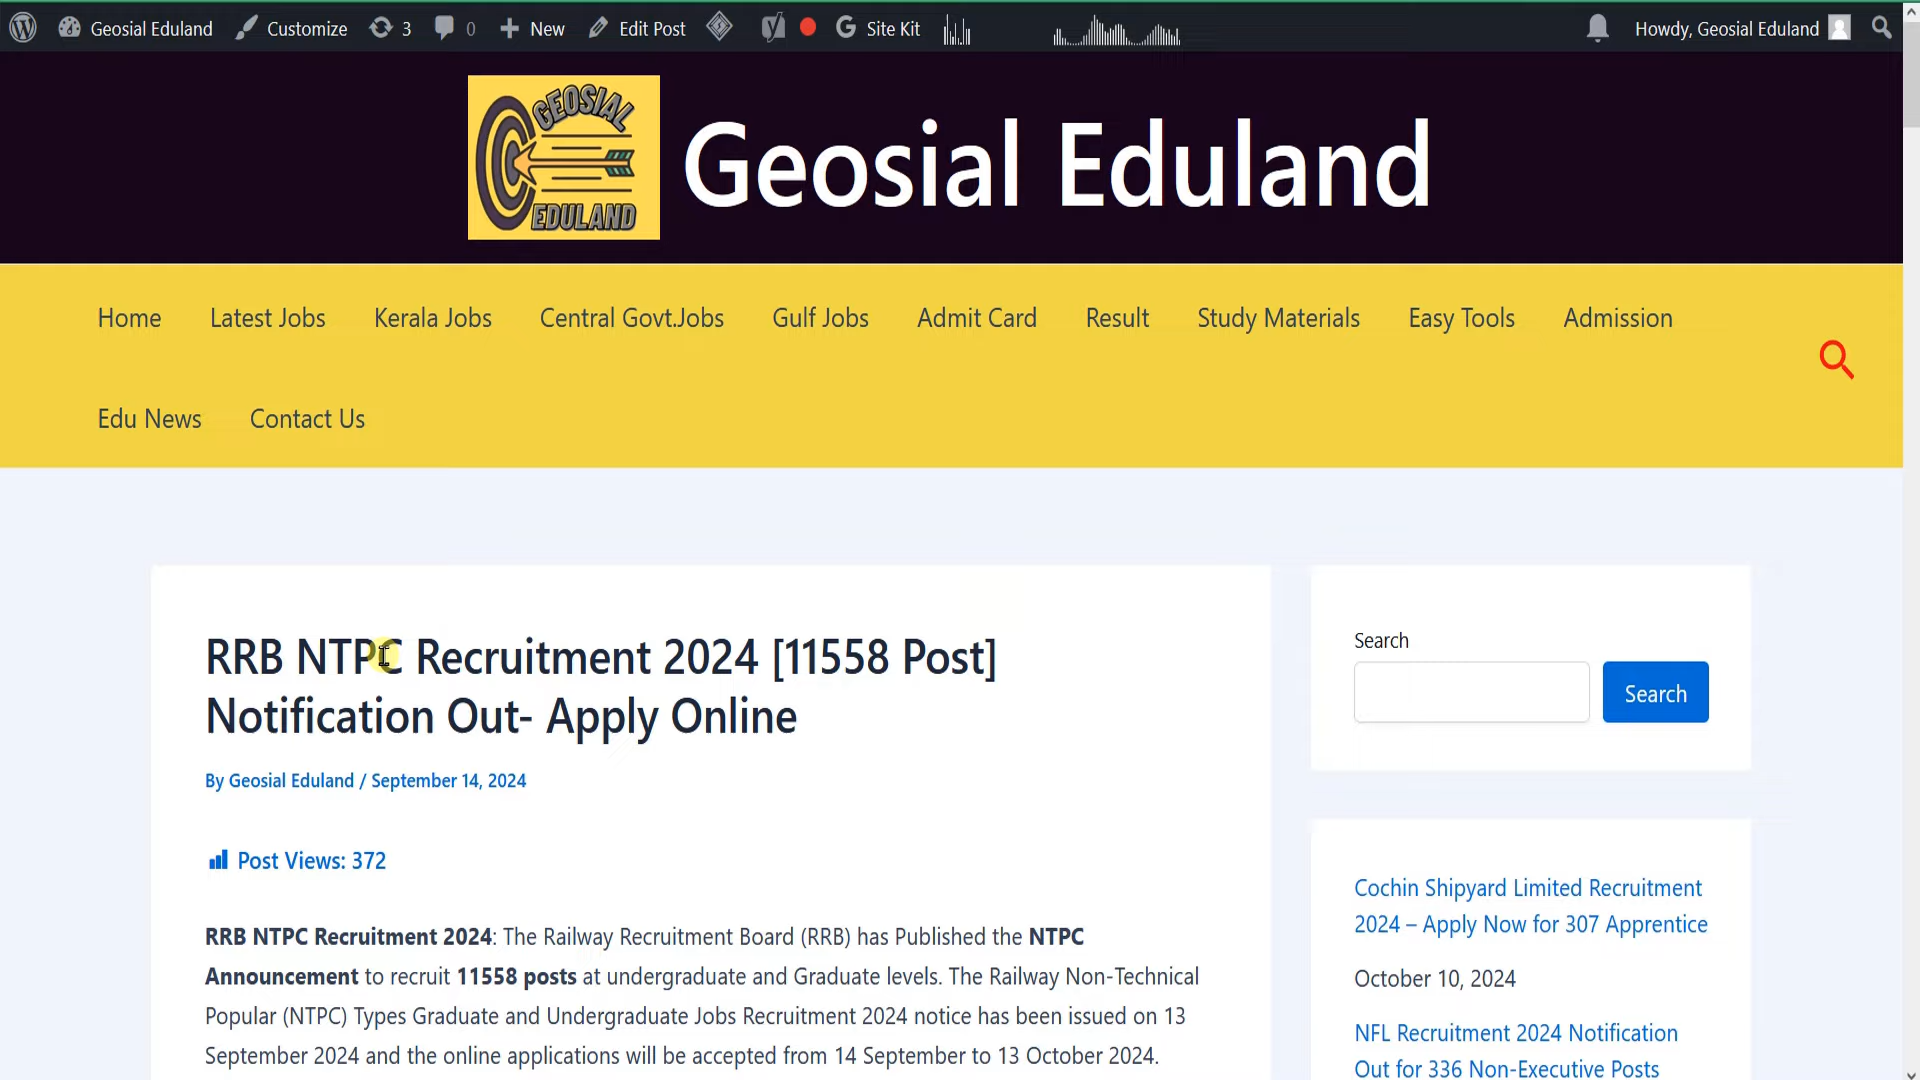 Geosial Eduland Customize 3 0 New Edit Post Site Kit Howdy, Geosial Eduland
GEOSIAL
EDULAND
Geosial Eduland
Home Latest Jobs Kerala Jobs Central Govt.Jobs Gulf Jobs Admit Card Result Study Materials Easy Tools Admission
Edu News Contact Us
RRB NTPC Recruitment 2024 [11558 Post]
Notification Out- Apply Online
By Geosial Eduland / September 14, 2024
Post Views: 372
RRB NTPC Recruitment 2024: The Railway Recruitment Board (RRB) has Published the NTPC
Announcement to recruit 11558 posts at undergraduate and Graduate levels. The Railway Non-Technical
Popular (NTPC) Types Graduate and Undergraduate Jobs Recruitment 2024 notice has been issued on 13
September 2024 and the online applications will be accepted from 14 September to 13 October 2024.
Search
Search
Cochin Shipyard Limited Recruitment
2024 – Apply Now for 307 Apprentice
October 10, 2024
NFL Recruitment 2024 Notification
Out for 336 Non-Executive Posts